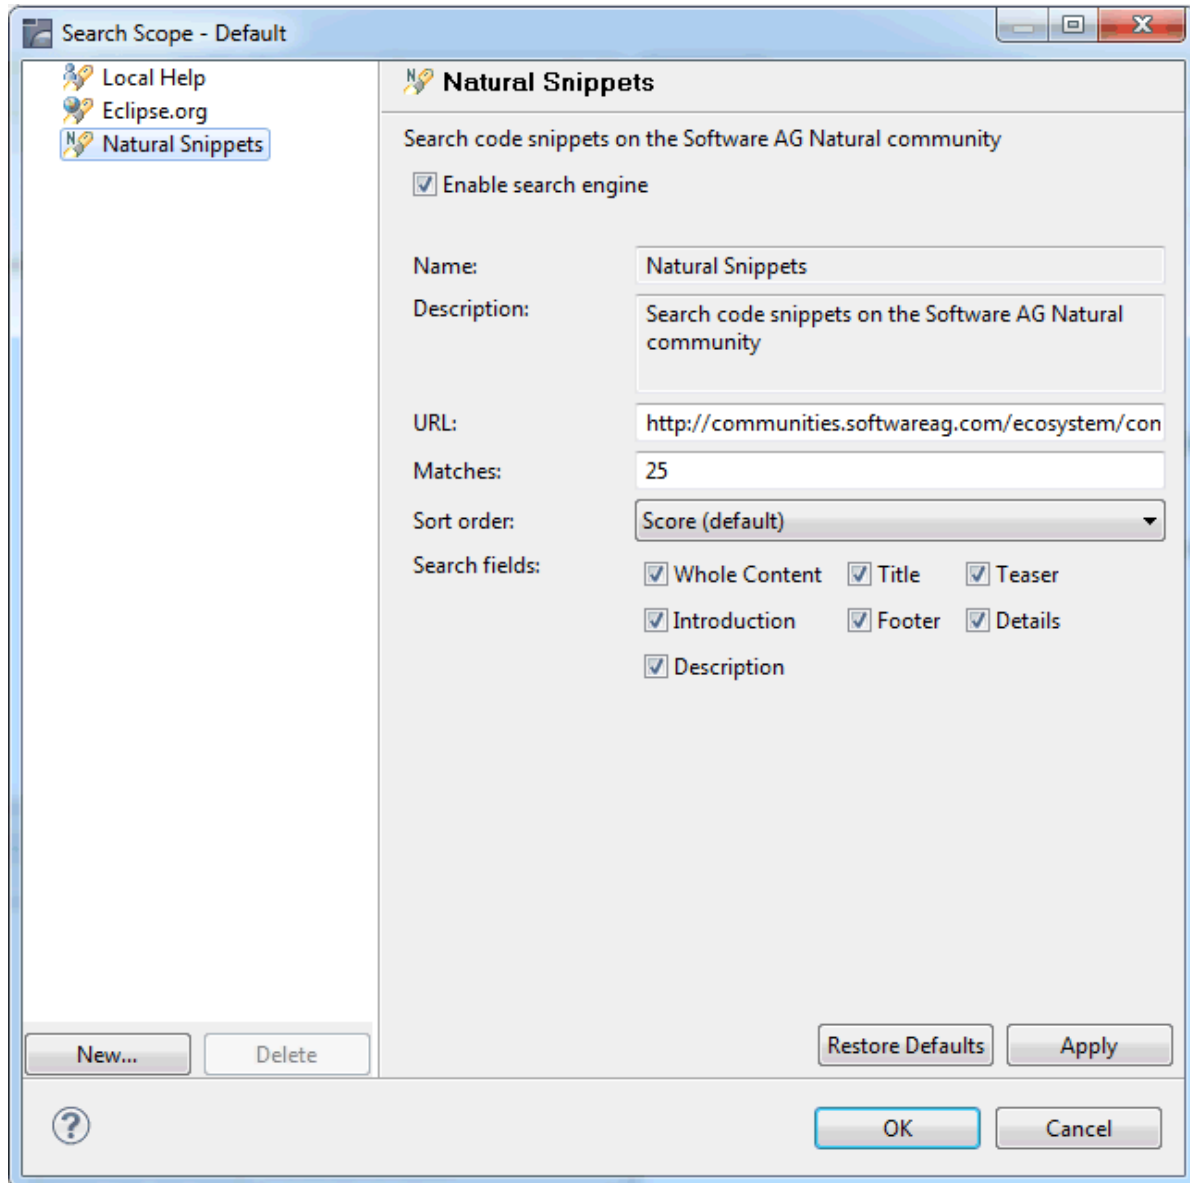 Search Scope - Default
Local Help
Eclipse.org
Natural Snippets
Natural Snippets
Search code snippets on the Software AG Natural community
Enable search engine
Name: Natural Snippets
Description: Search code snippets on the Software AG Natural
community
URL: http://communities.softwareag.com/ecosystem/con
Matches: 25
Sort order: Score (default)
Search fields:
Whole Content Title Teaser
Introduction Footer Details
Description
Restore Defaults Apply
New... Delete
? OK Cancel